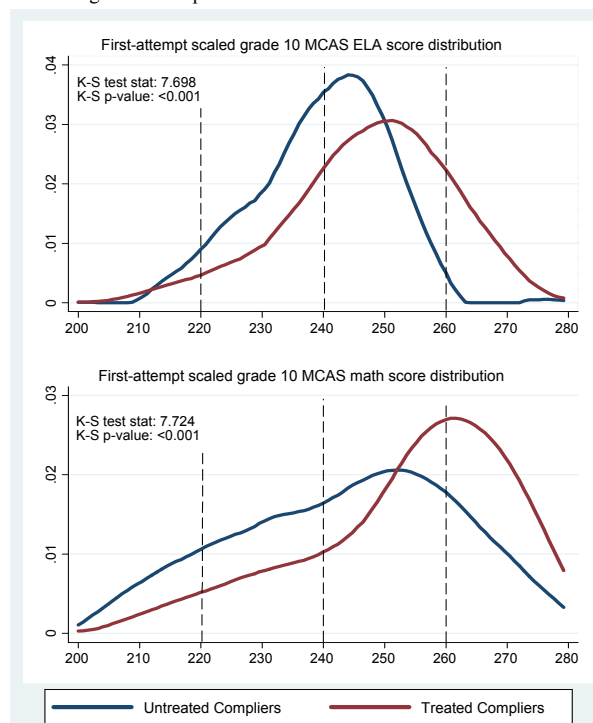 First-attempt scaled grade 10 MCAS ELA score distribution
K-S test stat: 7.698
K-S p-value: <0.001
.04
.03
.02
.01
0
200 210 220 230 240 250 260 270 280
First-attempt scaled grade 10 MCAS math score distribution
K-S test stat: 7.724
K-S p-value: <0.001
.03
.02
.01
0
200 210 220 230 240 250 260 270 280
Untreated Compliers Treated Compliers